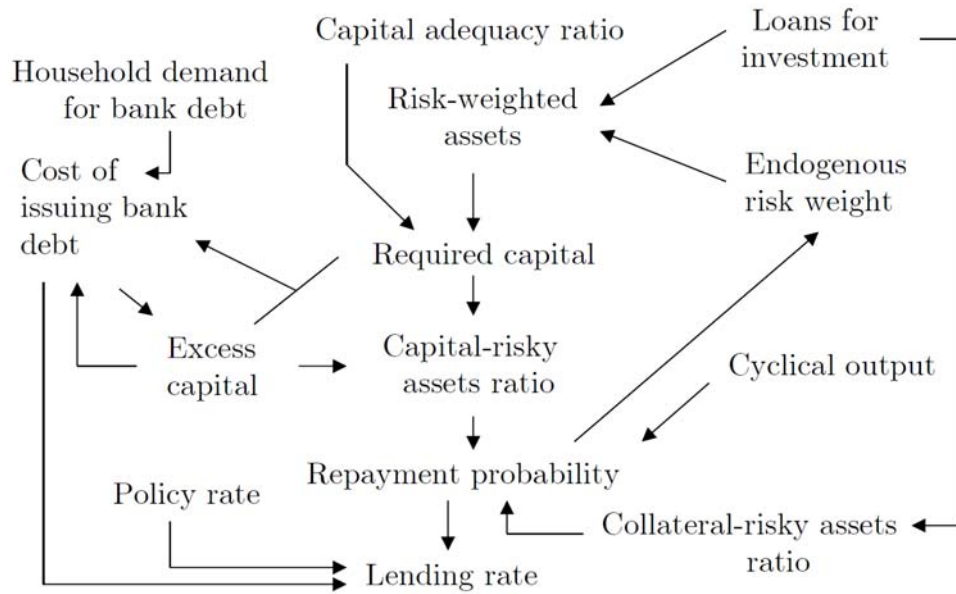 Capital adequacy ratio
Loans for
investment
Household demand
for bank debt
Risk-weighted
assets
Cost of
issuing bank
debt
Endogenous
risk weight
Required capital
Excess
capital
Capital-risky
assets ratio
Cyclical output
Repayment probability
Policy rate
Collateral-risky assets
ratio
Lending rate